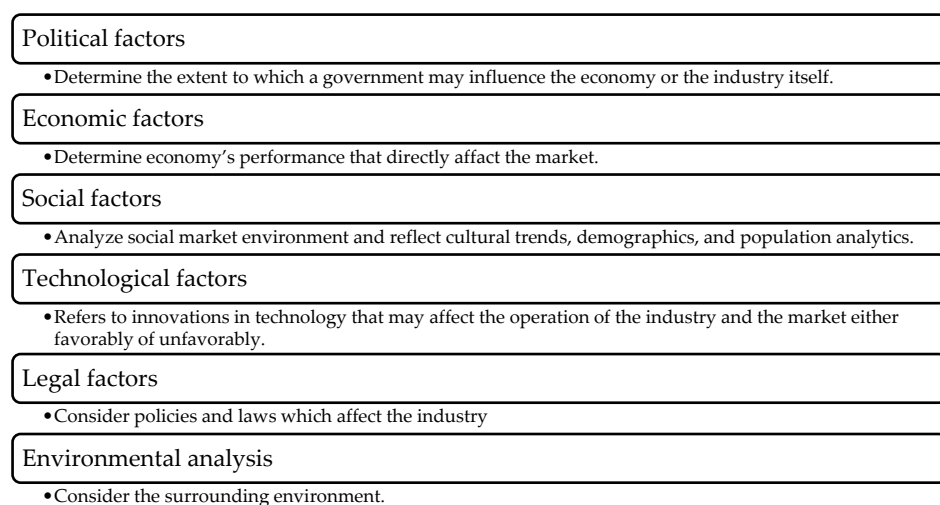 Political factors
•Determine the extent to which a government may influence the economy or the industry itself.
Economic factors
•Determine economy's performance that directly affect the market.
Social factors
•Analyze social market environment and reflect cultural trends, demographics, and population analytics.
Technological factors
•Refers to innovations in technology that may affect the operation of the industry and the market either
favorably of unfavorably.
Legal factors
•Consider policies and laws which affect the industry
Environmental analysis
•Consider the surrounding environment.